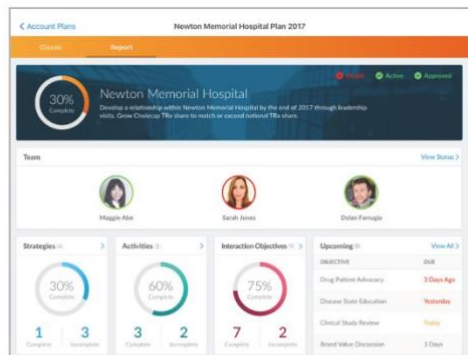 Account Plans
Newton Memorial Hospital Plan 2017
Classic
Report
Active
Approved
30%
Complete
Newton Memorial Hospital
Develop a relationship within Newton Memorial Hospital by the end of 2017 through leadership
visits. Grow Cholecap TRx share to match or exceed national TRx share.
Team
View Status
Maggie Abe
Sarah Jones
Dylan Farrugia
Strategies
30%
Complete
1
Complete
3
Incomplete
Activities
60%
Complete
3
Complete
2
Incomplete
Interaction Objectives
75%
Complete
7
Complete
2
Incomplete
Upcoming
View All
OBJECTIVE
DUE
Drug Patient Advocacy
3 Days Ago
Disease State Education
Yesterday
Clinical Study Review
Today
Brand Value Discussion
3 Days